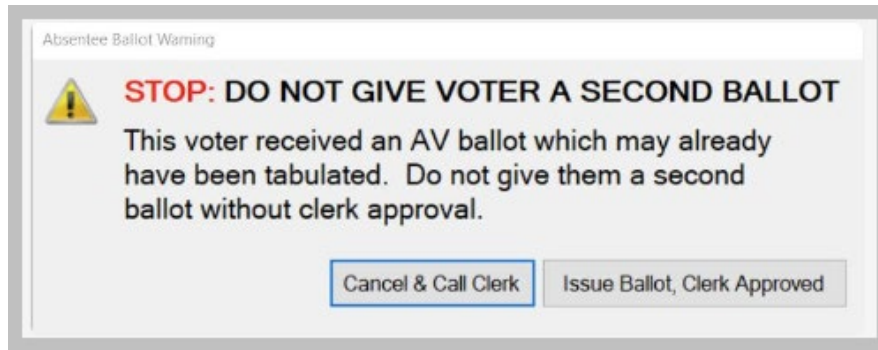 Absentee Ballot Warning
STOP: DO NOT GIVE VOTER A SECOND BALLOT
This voter received an AV ballot which may already
have been tabulated. Do not give them a second
ballot without clerk approval.
Cancel & Call Clerk
Issue Ballot, Clerk Approved